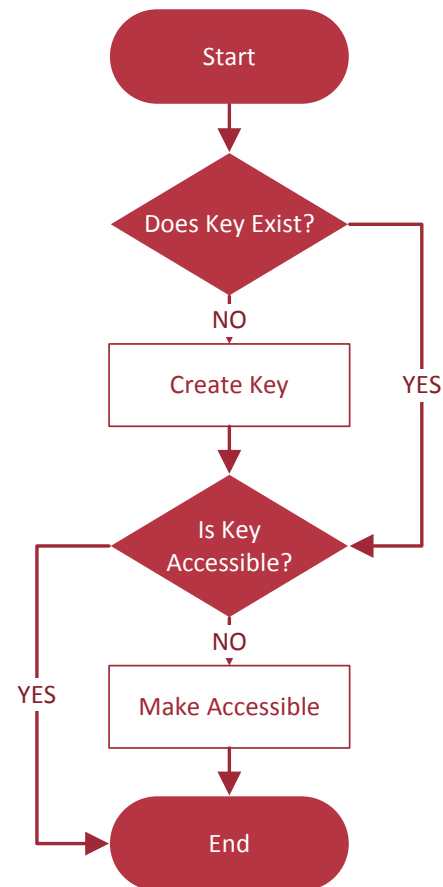 Start
Does Key Exist?
NO
Create Key
YES
Is Key
Accessible?
NO
YES
Make Accessible
End